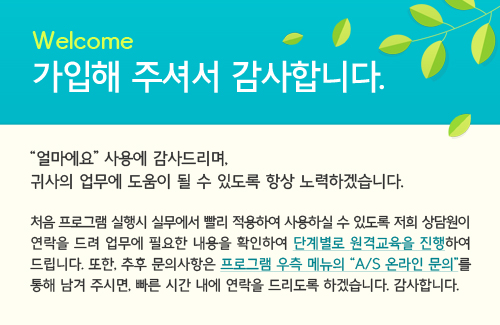 Welcome
가입해 주셔서 감사합니다.
“얼마에요” 사용에 감사드리며,
귀사의 업무에 도움이 될 수 있도록 항상 노력하겠습니다.
처음 프로그램 실행시 실무에서 빨리 적용하여 사용하실 수 있도록 저희 상담원이
연락을 드려 업무에 필요한 내용을 확인하여 단계별로 원격교육을 진행하여
드립니다. 또한, 추후 문의사항은 프로그램 우측 메뉴의 “A/S 온라인 문의”를
통해 남겨 주시면, 빠른 시간 내에 연락을 드리도록 하겠습니다. 감사합니다.